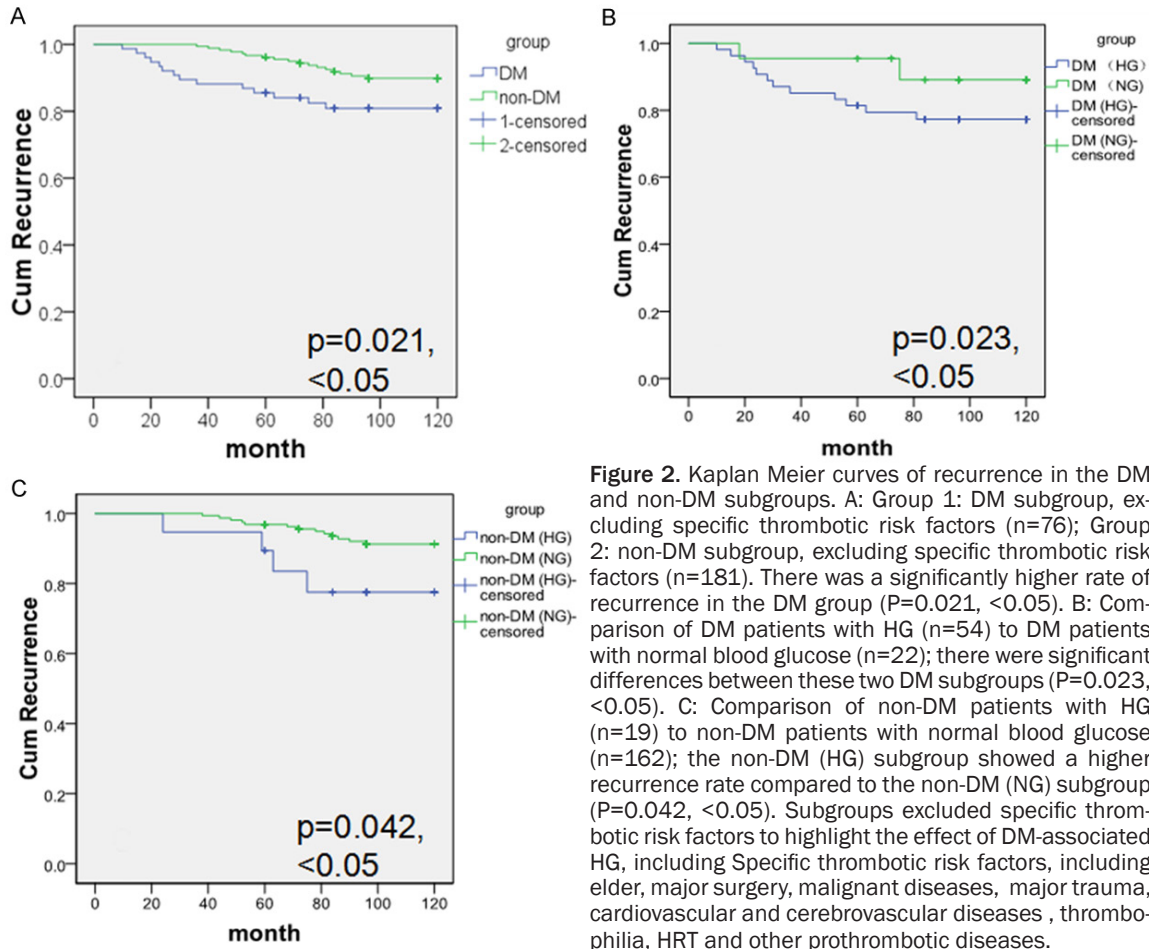 A
group
DM
non-DM
1-censored
2-censored
Cum Recurrence
1.0
0.8
0.6
0.4
0.2
0.0
p=0.021,
<0.05
0 20 40 60 80 100 120
month
B
group
DM （HG）
DM （NG）
DM (HG)-
censored
DM (NG)-
censored
Cum Recurrence
1.0
0.8
0.6
0.4
0.2
0.0
p=0.023,
<0.05
0 20 40 60 80 100 120
month
C
group
non-DM (HG)
non-DM (NG)
non-DM (HG)-
censored
non-DM (NG)-
censored
Cum Recurrence
1.0
0.8
0.6
0.4
0.2
0.0
p=0.042,
<0.05
0 20 40 60 80 100 120
month
Figure 2. Kaplan Meier curves of recurrence in the DM
and non-DM subgroups. A: Group 1: DM subgroup, ex-
cluding specific thrombotic risk factors (n=76); Group
2: non-DM subgroup, excluding specific thrombotic risk
factors (n=181). There was a significantly higher rate of
recurrence in the DM group (P=0.021, <0.05). B: Com-
parison of DM patients with HG (n=54) to DM patients
with normal blood glucose (n=22); there were significant
differences between these two DM subgroups (P=0.023,
<0.05). C: Comparison of non-DM patients with HG
(n=19) to non-DM patients with normal blood glucose
(n=162); the non-DM (HG) subgroup showed a higher
recurrence rate compared to the non-DM (NG) subgroup
(P=0.042, <0.05). Subgroups excluded specific throm-
botic risk factors to highlight the effect of DM-associated
HG, including Specific thrombotic risk factors, including
elder, major surgery, malignant diseases, major trauma,
cardiovascular and cerebrovascular diseases , thrombo-
philia, HRT and other prothrombotic diseases.